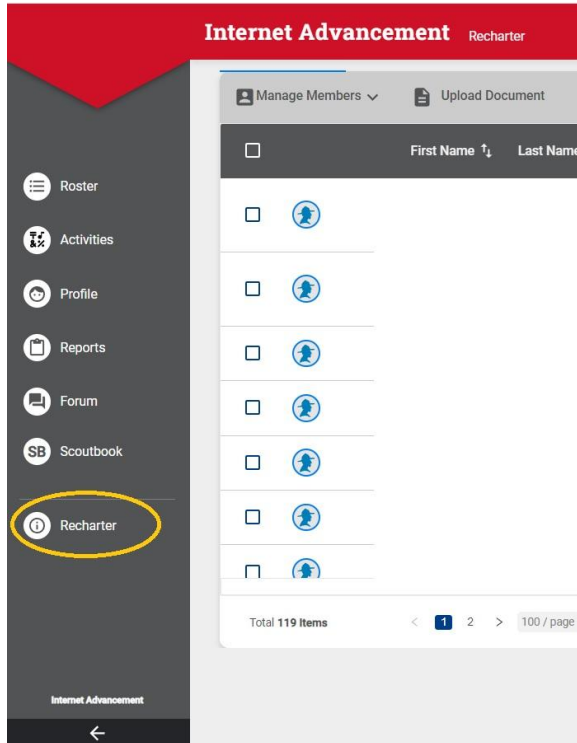 Internet Advancement Recharter
Manage Members Upload Document
First Name Last Name
Roster
Activities
Profile
Reports
Forum
SB Scoutbook
Recharter
Total 119 Items < 1 2 > 100 / page
Internet Advancement